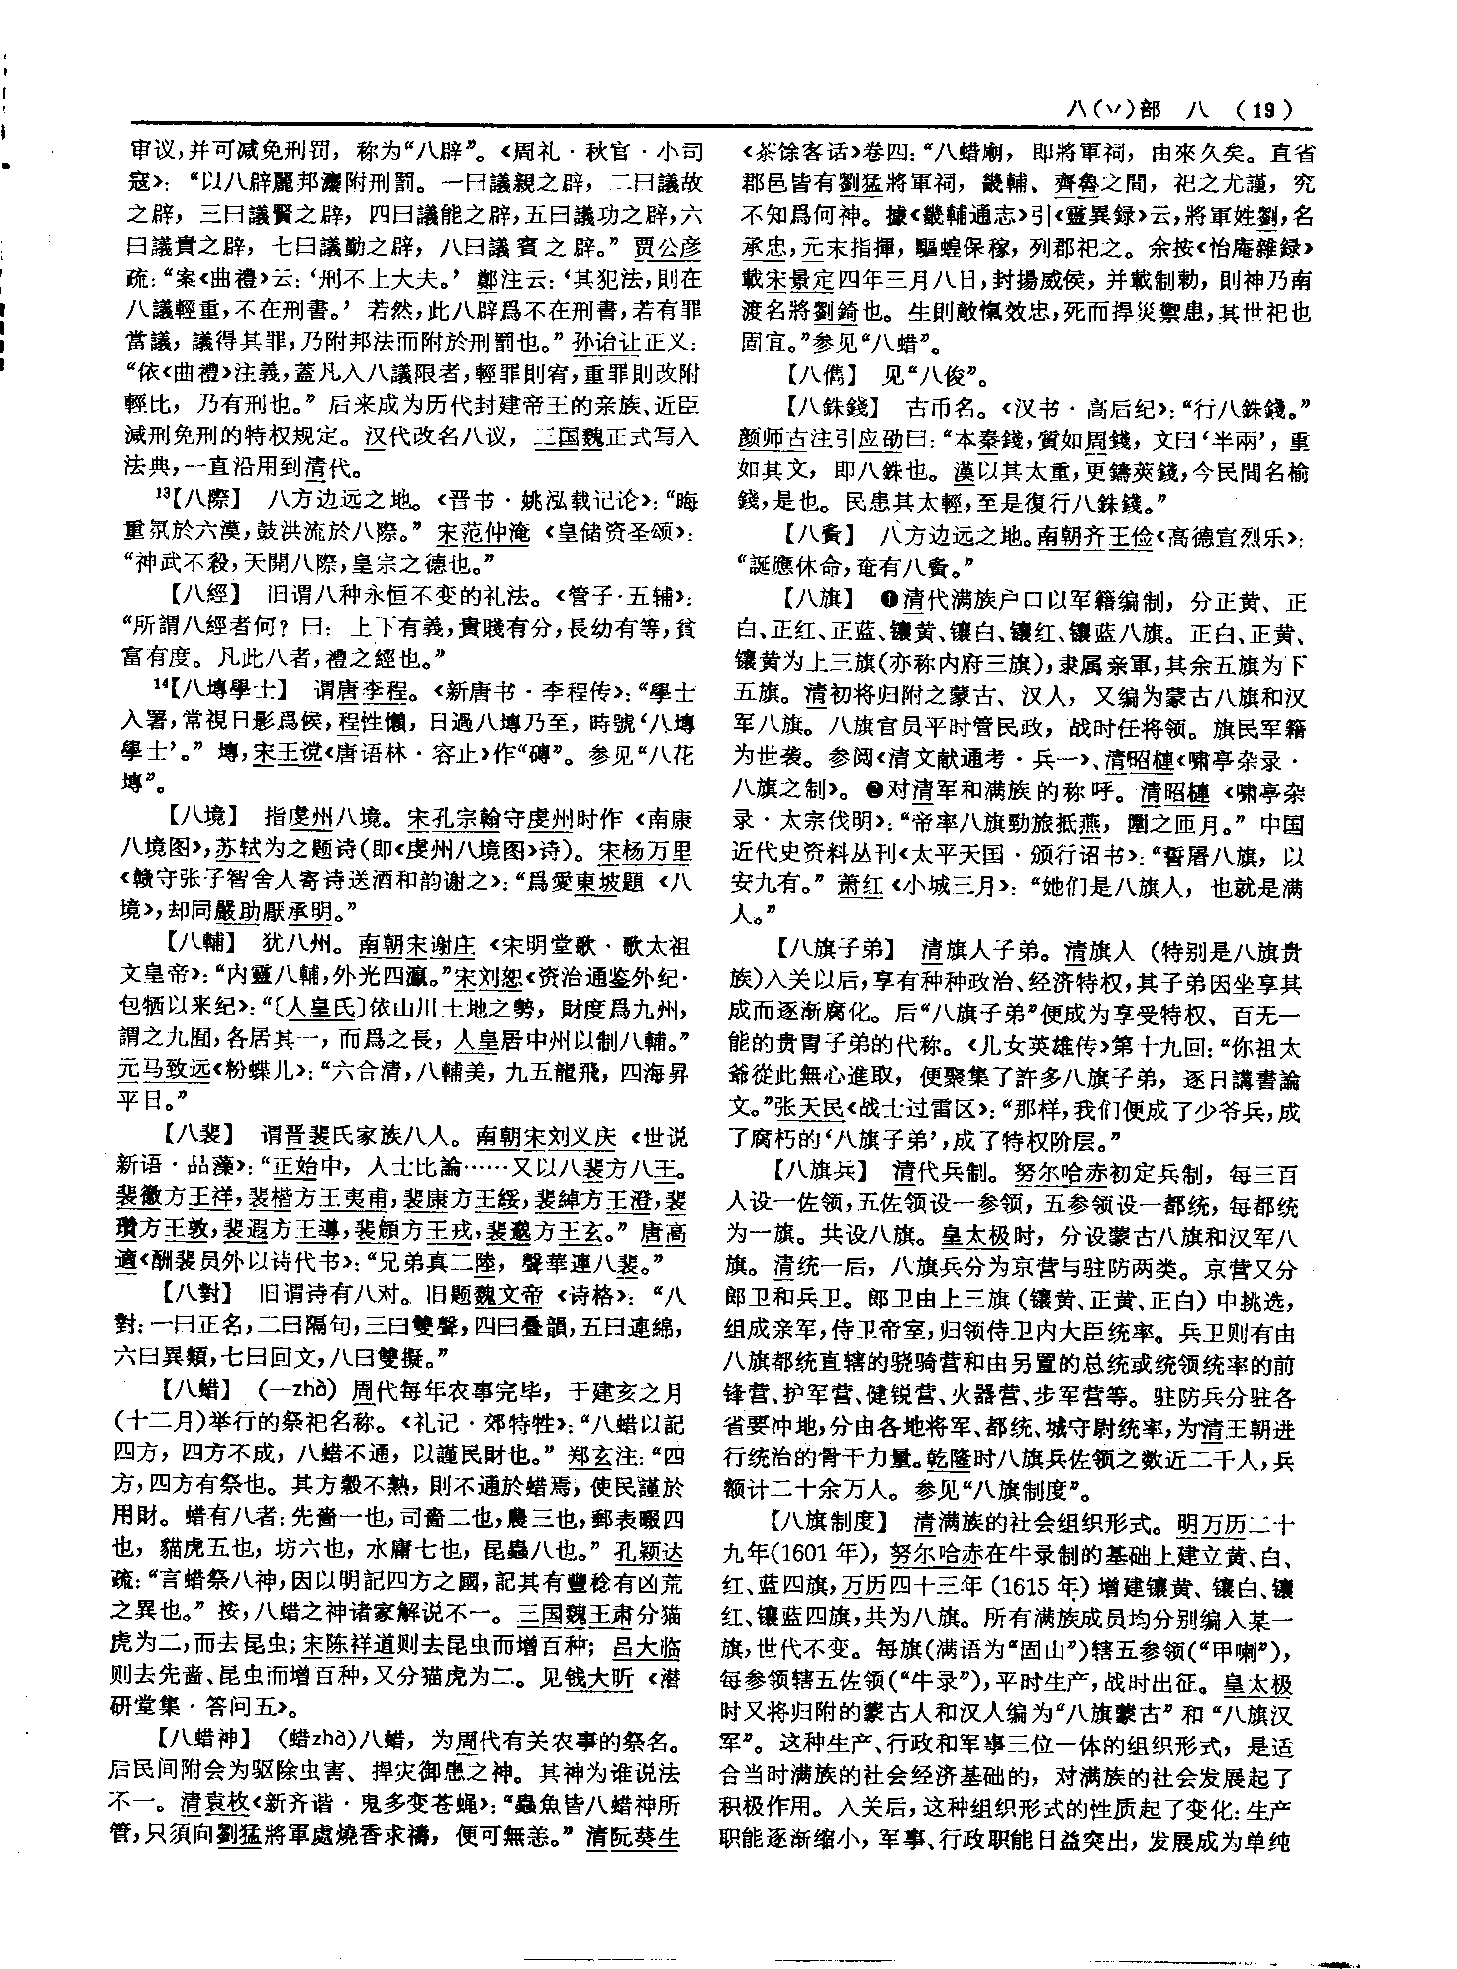 八(丷)部　八　(19)
审议,并可减免刑罚，称为“八辟”。《周礼·秋官·小司
寇》：“以八辟麗邦灋附刑罰。一曰議親之辟，二曰議故
之辟，三曰議賢之辟，四曰議能之辟,五曰議功之辟,六
曰議貴之辟，七曰議勤之辟，八曰議賓之辟。”贾公彦
疏：“案《曲禮》云：‘刑不上大夫。’鄭注云：‘其犯法,則在
八議輕重,不在刑書。’若然,此八辟爲不在刑書,若有罪
當議，議得其罪,乃附邦法而附於刑罰也。”孙诒让正义：
“依《曲禮》注義,蓋凡入八議限者,輕罪則宥,重罪則改附
輕比，乃有刑也。”后来成为历代封建帝王的亲族、近臣
减刑免刑的特权规定。汉代改名八议，三国魏正式写入
法典,一直沿用到清代。
13【八際】　八方边远之地。《晋书·姚泓载记论》：“晦
重氛於六漠,鼓洪流於八際。”宋范仲淹《皇储资圣颂》：
“神武不殺,天開八際,皇宗之德也。”
【八經】　旧谓八种永恒不变的礼法。《管子·五辅》：
“所謂八經者何？曰：上下有義,貴賤有分,長幼有等,貧
富有度。凡此八者,禮之經也。”
14【八塼學士】　谓唐李程。《新唐书·李程传》：“學士
入署,常視日影爲候,程性懶，日過八塼乃至，時號‘八塼
學士’。”塼,宋王谠《唐语林·容止》作“磚”。参见“八花
塼”。
【八境】　指虔州八境。宋孔宗翰守虔州时作《南康
八境图》,苏轼为之题诗(即《虔州八境图》诗)。宋杨万里
《赣守张子智舍人寄诗送酒和韵谢之》：“爲愛東坡題《八
境》,却同嚴助厭承明。”
【八輔】　犹八州。南朝宋谢庄《宋明堂歌·歌太祖
文皇帝》：“内靈八輔,外光四瀛。”宋刘恕《资治通鉴外纪·
包牺以来纪》：“〔人皇氏〕依山川土地之勢，財度爲九州，
謂之九囿,各居其一，而爲之長，人皇居中州以制八輔。”
元马致远《粉蝶儿》：“六合清,八輔美，九五龍飛，四海昇
平日。”
【八裴】　谓晋裴氏家族八人。南朝宋刘义庆《世说
新语·品藻》：“正始中，人士比論……又以八裴方八王。
裴徽方王祥,裴楷方王夷甫,裴康方王綏,裴綽方王澄,裴
瓚方王敦,裴遐方王導,裴頠方王戎,裴邈方王玄。”唐高
適《酬裴员外以诗代书》：“兄弟真二陸，聲華連八裴。”
【八對】　旧谓诗有八对。旧题魏文帝《诗格》：“八
對：一曰正名,二曰隔句,三曰雙聲,四曰疊韻,五曰連綿，
六曰異類,七曰回文,八曰雙擬。”
【八蜡】　(—zhà) 周代每年农事完毕，于建亥之月
(十二月)举行的祭祀名称。《礼记·郊特牲》：“八蜡以記
四方，四方不成，八蜡不通，以謹民財也。”郑玄注：“四
方,四方有祭也。其方穀不熟，則不通於蜡焉，使民謹於
用財。蜡有八者：先嗇一也,司嗇二也,農三也,郵表畷四
也，貓虎五也，坊六也，水庸七也，昆蟲八也。”孔颖达
疏：“言蜡祭八神,因以明記四方之國,記其有豐稔有凶荒
之異也。”按,八蜡之神诸家解说不一。三国魏王肃分猫
虎为二,而去昆虫；宋陈祥道则去昆虫而增百种；吕大临
则去先啬、昆虫而增百种,又分猫虎为二。见钱大昕《潜
研堂集·答问五》。
【八蜡神】　(蜡zhà)八蜡，为周代有关农事的祭名。
后民间附会为驱除虫害、捍灾御患之神。其神为谁说法
不一。清袁枚《新齐谐·鬼多变苍蝇》：“蟲魚皆八蜡神所
管,只須向劉猛將軍處燒香求禱，便可無恙。”清阮葵生
《茶馀客话》卷四：“八蜡廟，即將軍祠，由來久矣。直省
郡邑皆有劉猛將軍祠，畿輔、齊魯之間，祀之尤謹，究
不知爲何神。據《畿輔通志》引《靈異録》云,將軍姓劉,名
承忠,元末指揮，驅蝗保稼，列郡祀之。余按《怡庵雜録》
載宋景定四年三月八日,封揚威侯，并載制勅，則神乃南
渡名將劉錡也。生則敵愾效忠,死而捍災禦患,其世祀也
固宜。”参见“八蜡”。
【八儁】　见“八俊”。
【八銖錢】　古币名。《汉书·高后纪》：“行八銖錢。”
颜师古注引应劭曰：“本秦錢,質如周錢，文曰‘半兩’，重
如其文，即八銖也。漢以其太重,更鑄莢錢,今民間名榆
錢,是也。民患其太輕,至是復行八銖錢。”
【八夤】　八方边远之地。南朝齐王俭《高德宣烈乐》：
“誕應休命,奄有八夤。”
【八旗】　❶清代满族户口以军籍编制，分正黄、正
白、正红、正蓝、镶黄、镶白、镶红、镶蓝八旗。正白、正黄、
镶黄为上三旗(亦称内府三旗),隶属亲軍,其余五旗为下
五旗。清初将归附之蒙古、汉人，又编为蒙古八旗和汉
军八旗。八旗官员平时管民政，战时任将领。旗民军籍
为世袭。参阅《清文献通考·兵一》、清昭槤《啸亭杂录·
八旗之制》。❷对清军和满族的称呼。清昭槤《啸亭杂
录·太宗伐明》：“帝率八旗勁旅抵燕，圍之匝月。”中国
近代史资料丛刊《太平天国·颁行诏书》：“誓屠八旗，以
安九有。”萧红《小城三月》：“她们是八旗人，也就是满
人。”
【八旗子弟】　清旗人子弟。清旗人 (特别是八旗贵
族)入关以后,享有种种政治、经济特权,其子弟因坐享其
成而逐渐腐化。后“八旗子弟”便成为享受特权、百无一
能的贵胄子弟的代称。《儿女英雄传》第十九回：“你祖太
爺從此無心進取，便聚集了許多八旗子弟，逐日講書論
文。”张天民《战士过雷区》：“那样,我们便成了少爷兵,成
了腐朽的‘八旗子弟’,成了特权阶层。”
【八旗兵】　清代兵制。努尔哈赤初定兵制，每三百
人设一佐领,五佐领设一参领，五参领设一都统，每都统
为一旗。共设八旗。皇太极时，分设蒙古八旗和汉军八
旗。清统一后，八旗兵分为京营与驻防两类。京营又分
郎卫和兵卫。郎卫由上三旗 (镶黄、正黄、正白) 中挑选，
组成亲军,侍卫帝室,归领侍卫内大臣统率。兵卫则有由
八旗都统直辖的骁骑营和由另置的总统或统领统率的前
锋营、护军营、健锐营、火器营、步军营等。驻防兵分驻各
省要冲地,分由各地将军、都统、城守尉统率,为清王朝进
行统治的骨干力量。乾隆时八旗兵佐领之数近二千人,兵
额计二十余万人。参见“八旗制度”。
【八旗制度】　清满族的社会组织形式。明万历二十
九年(1601 年)，努尔哈赤在牛录制的基础上建立黄、白、
红、蓝四旗,万历四十三年 (1615 年) 增建镶黄、镶白、镶
红、镶蓝四旗,共为八旗。所有满族成员均分别编入某一
旗,世代不变。每旗(满语为“固山”)辖五参领(“甲喇”)，
每参领辖五佐领(“牛录”),平时生产,战时出征。皇太极
时又将归附的蒙古人和汉人编为“八旗蒙古”和“八旗汉
军”。这种生产、行政和军事三位一体的组织形式，是适
合当时满族的社会经济基础的，对满族的社会发展起了
积极作用。入关后,这种组织形式的性质起了变化：生产
职能逐渐缩小，军事、行政职能日益突出，发展成为单纯